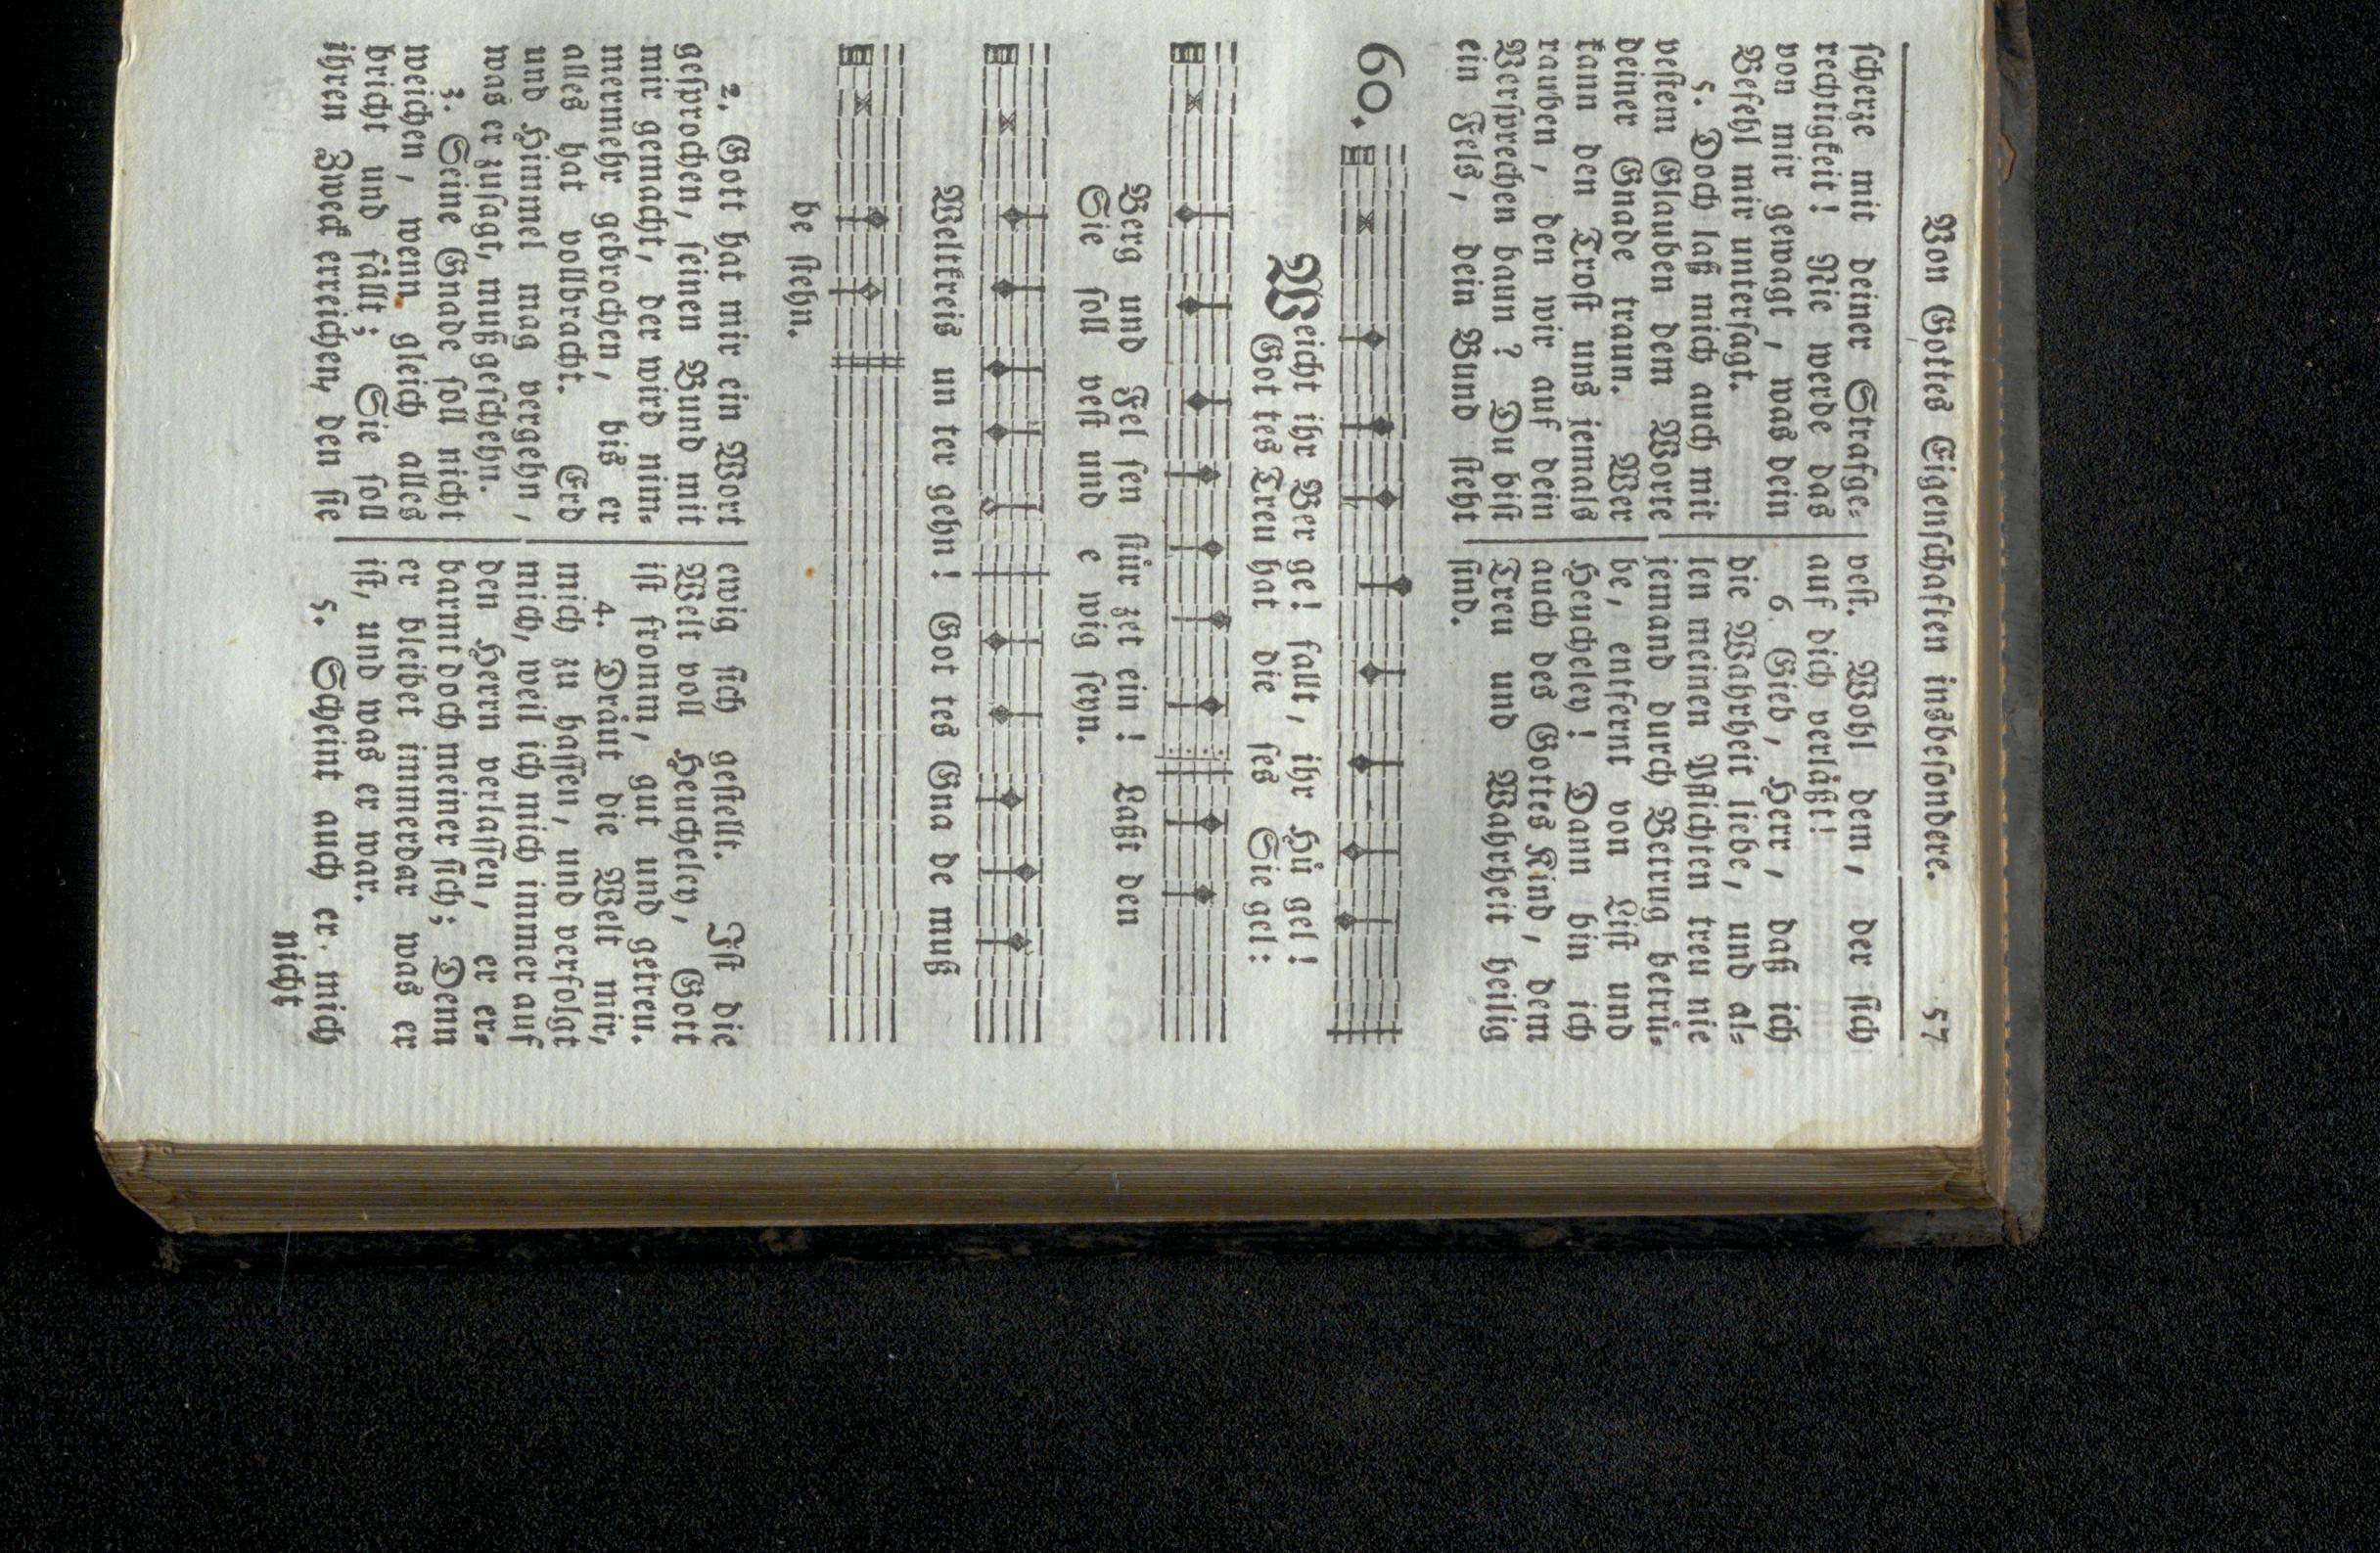 Von Gottes Eigenschaften insbesondere. 57
scherze mit deiner Strafge-
rechtigkeit! Nie werde das
von mir gewagt, was dein
Befehl mir untersagt.
5. Doch laß mich auch mit
vestem Glauben dem Worte
deiner Gnade traun. Wer
kann den Trost uns jemals
rauben, den wir auf dein
Versprechen baun? Du bist
ein Fels, dein Bund steht
vest. Wohl dem, der sich
auf dich verläßt!
6. Gieb, Herr, daß ich
die Wahrheit liebe, und al-
len meinen Pflichten treu nie
jemand durch Betrug betrü-
be, entfernt von List und
Heucheley! Dann bin ich
auch des Gottes Kind, dem
Treu und Wahrheit heilig
sind.
60.
Weicht ihr Ber ge! fallt, ihr Hü gel!
Got tes Treu hat die ses Sie gel:
Berg und Fel sen stür zet ein! Laßt den
Sie soll vest und e wig seyn.
Weltkreis un ter gehn! Got tes Gna de muß
be stehn.
2. Gott hat mir ein Wort
gesprochen, seinen Bund mit
mir gemacht, der wird nim-
mermehr gebrochen, bis er
alles hat vollbracht. Erd
und Himmel mag vergehn,
was er zusagt, muß geschehn.
3. Seine Gnade soll nicht
weichen, wenn gleich alles
bricht und fällt; Sie soll
ihren Zweck erreichen, den sie
ewig sich gestellt. Ist die
Welt voll Heucheley, Gott
ist fromm, gut und getreu.
4. Dräut die Welt mir,
mich zu hassen, und verfolgt
mich, weil ich mich immer auf
den Herrn verlassen, er er-
barmt doch meiner sich; Denn
er bleibet immerdar was er
ist, und was er war.
5. Scheint auch er mich
nicht